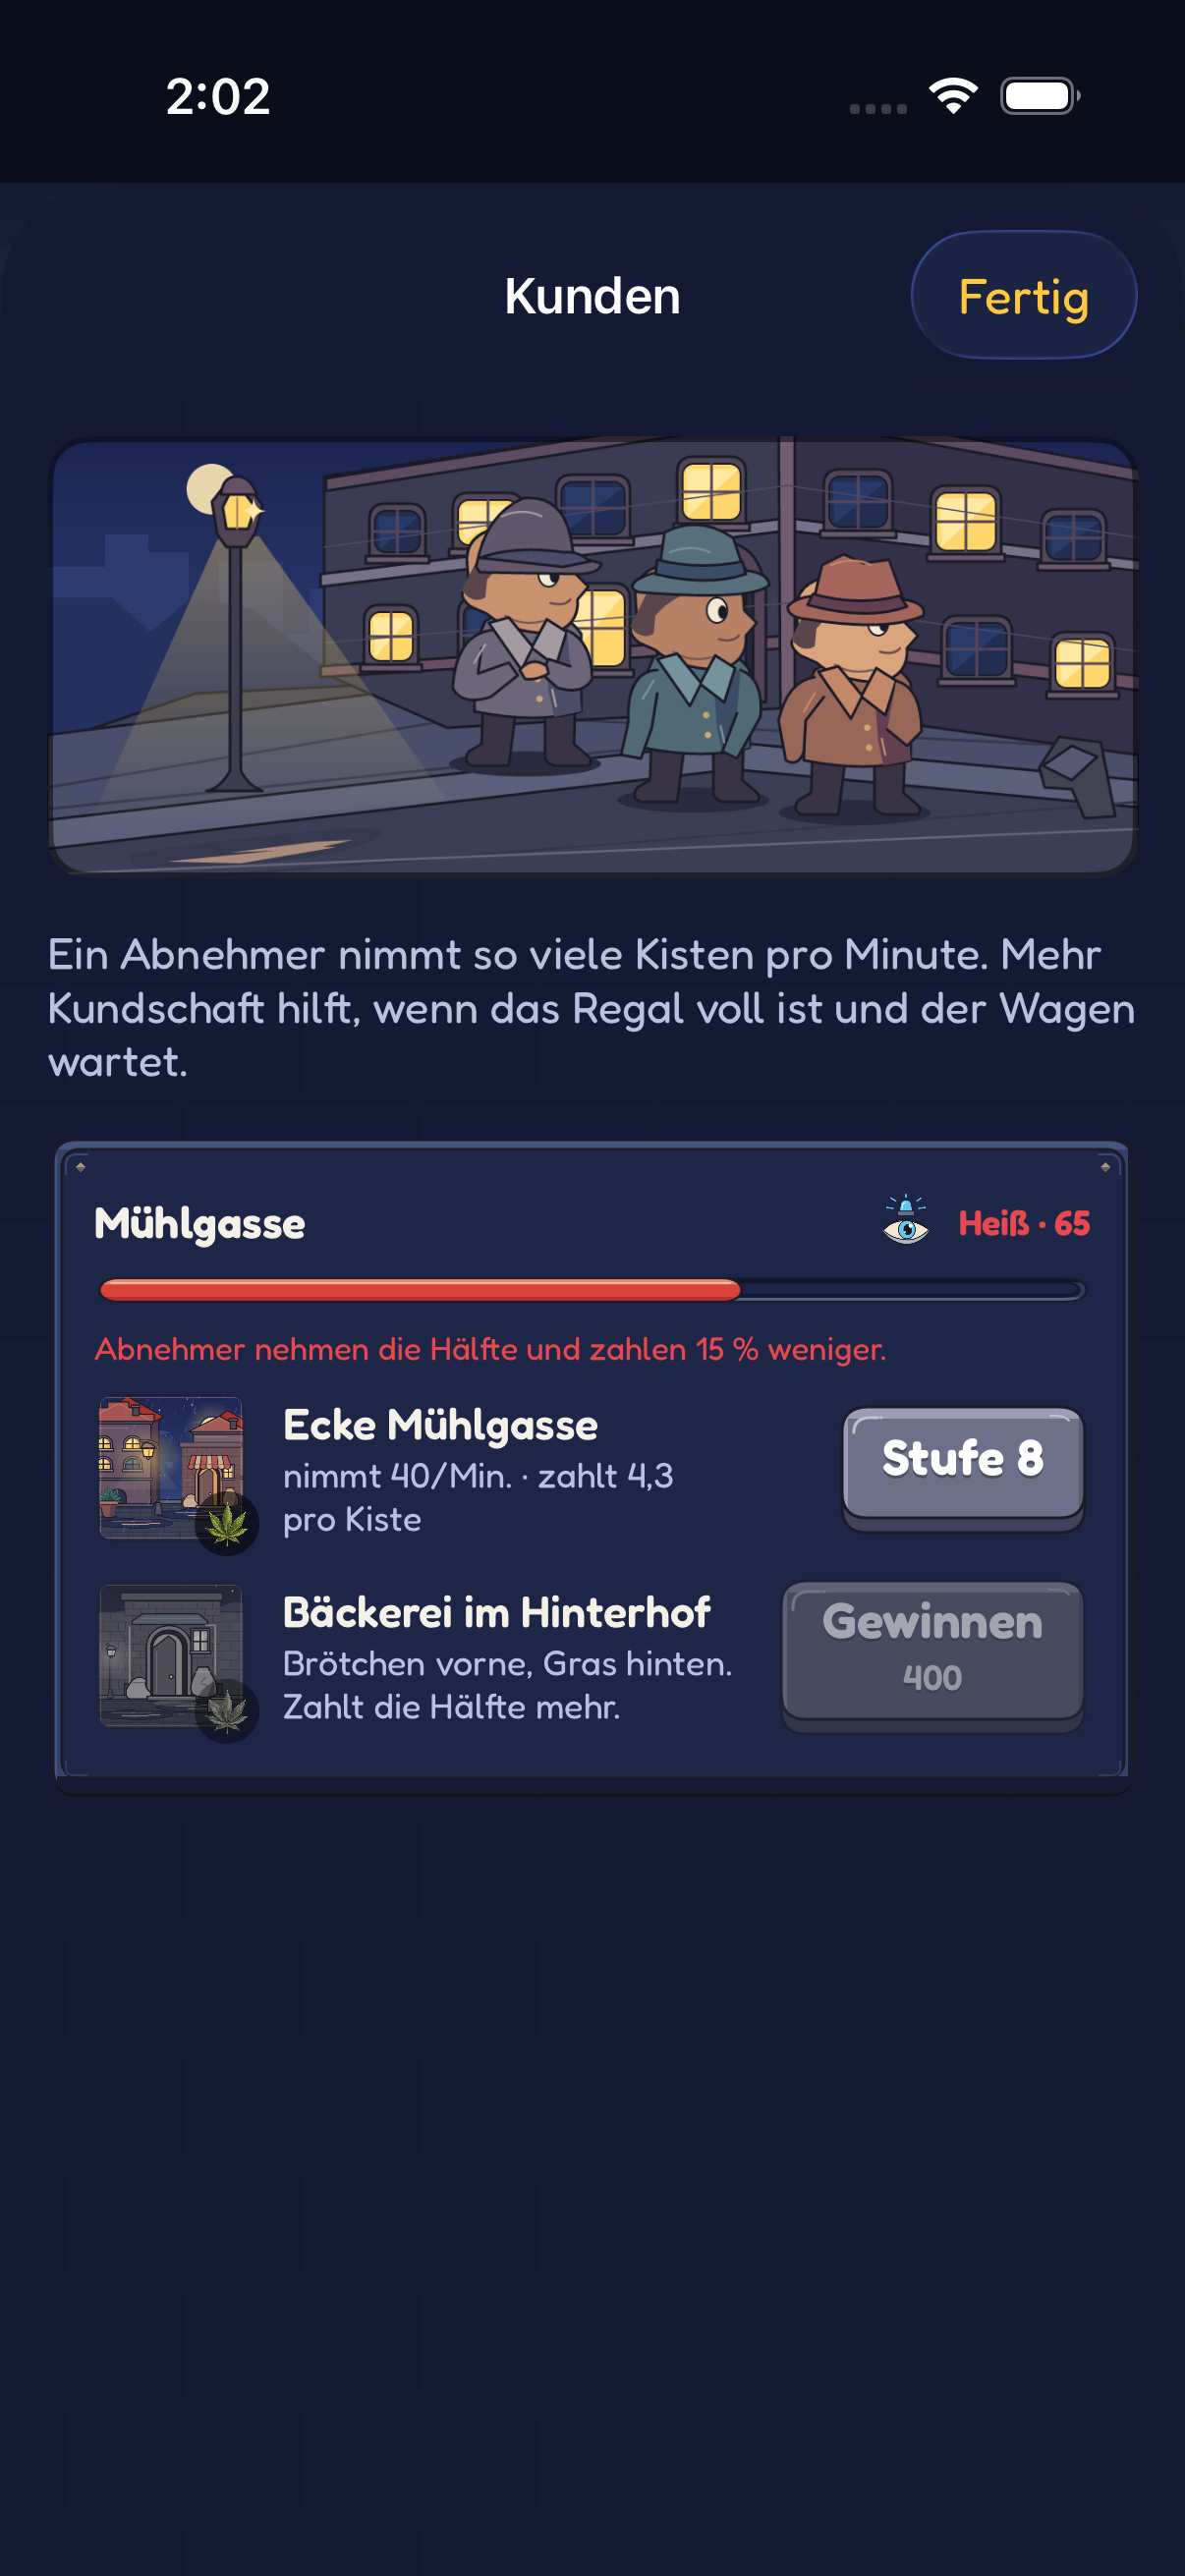 2:02
Kunden
Fertig
Ein Abnehmer nimmt so viele Kisten pro Minute. Mehr
Kundschaft hilft, wenn das Regal voll ist und der Wagen
wartet.
Mühlgasse
Heiß · 65
Abnehmer nehmen die Hälfte und zahlen 15 % weniger.
Ecke Mühlgasse
nimmt 40/Min. · zahlt 4,3
pro Kiste
Stufe 8
Bäckerei im Hinterhof
Brötchen vorne, Gras hinten.
Zahlt die Hälfte mehr.
Gewinnen
400